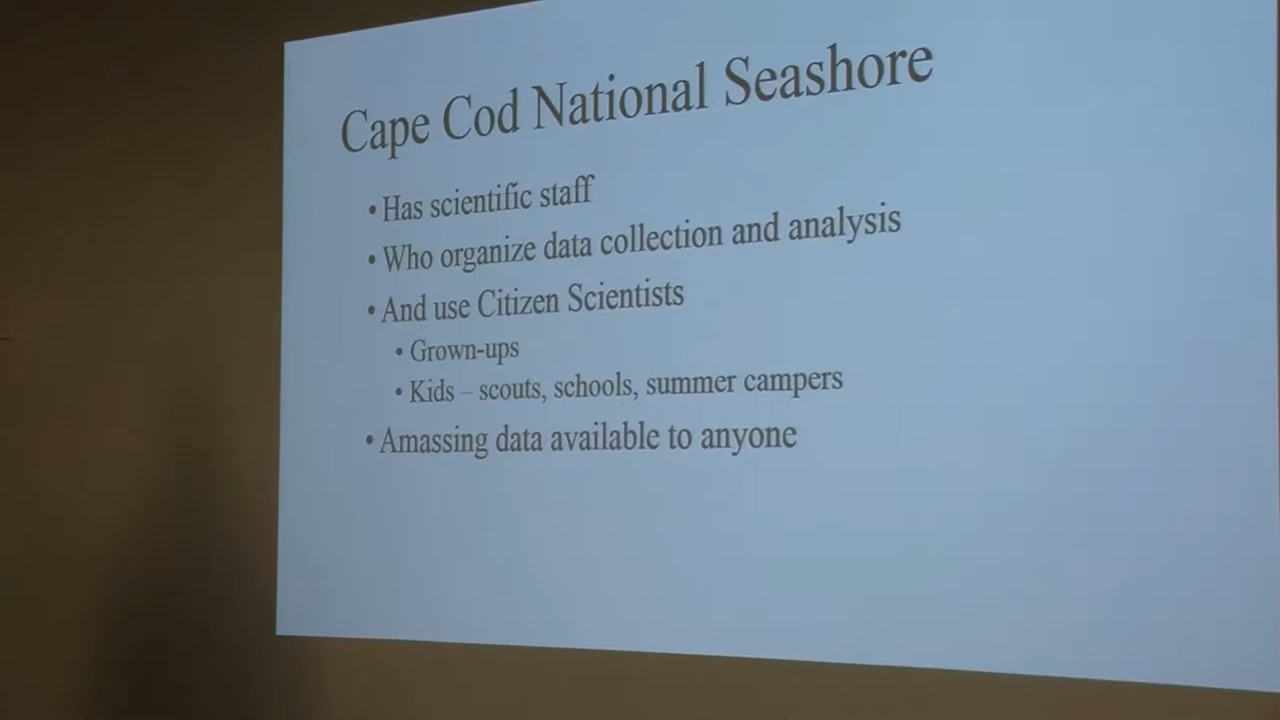 Cape Cod National Seashore
• Has scientific staff
• Who organize data collection and analysis
• And use Citizen Scientists
• Grown-ups
• Kids – scouts, schools, summer campers
• Amassing data available to anyone